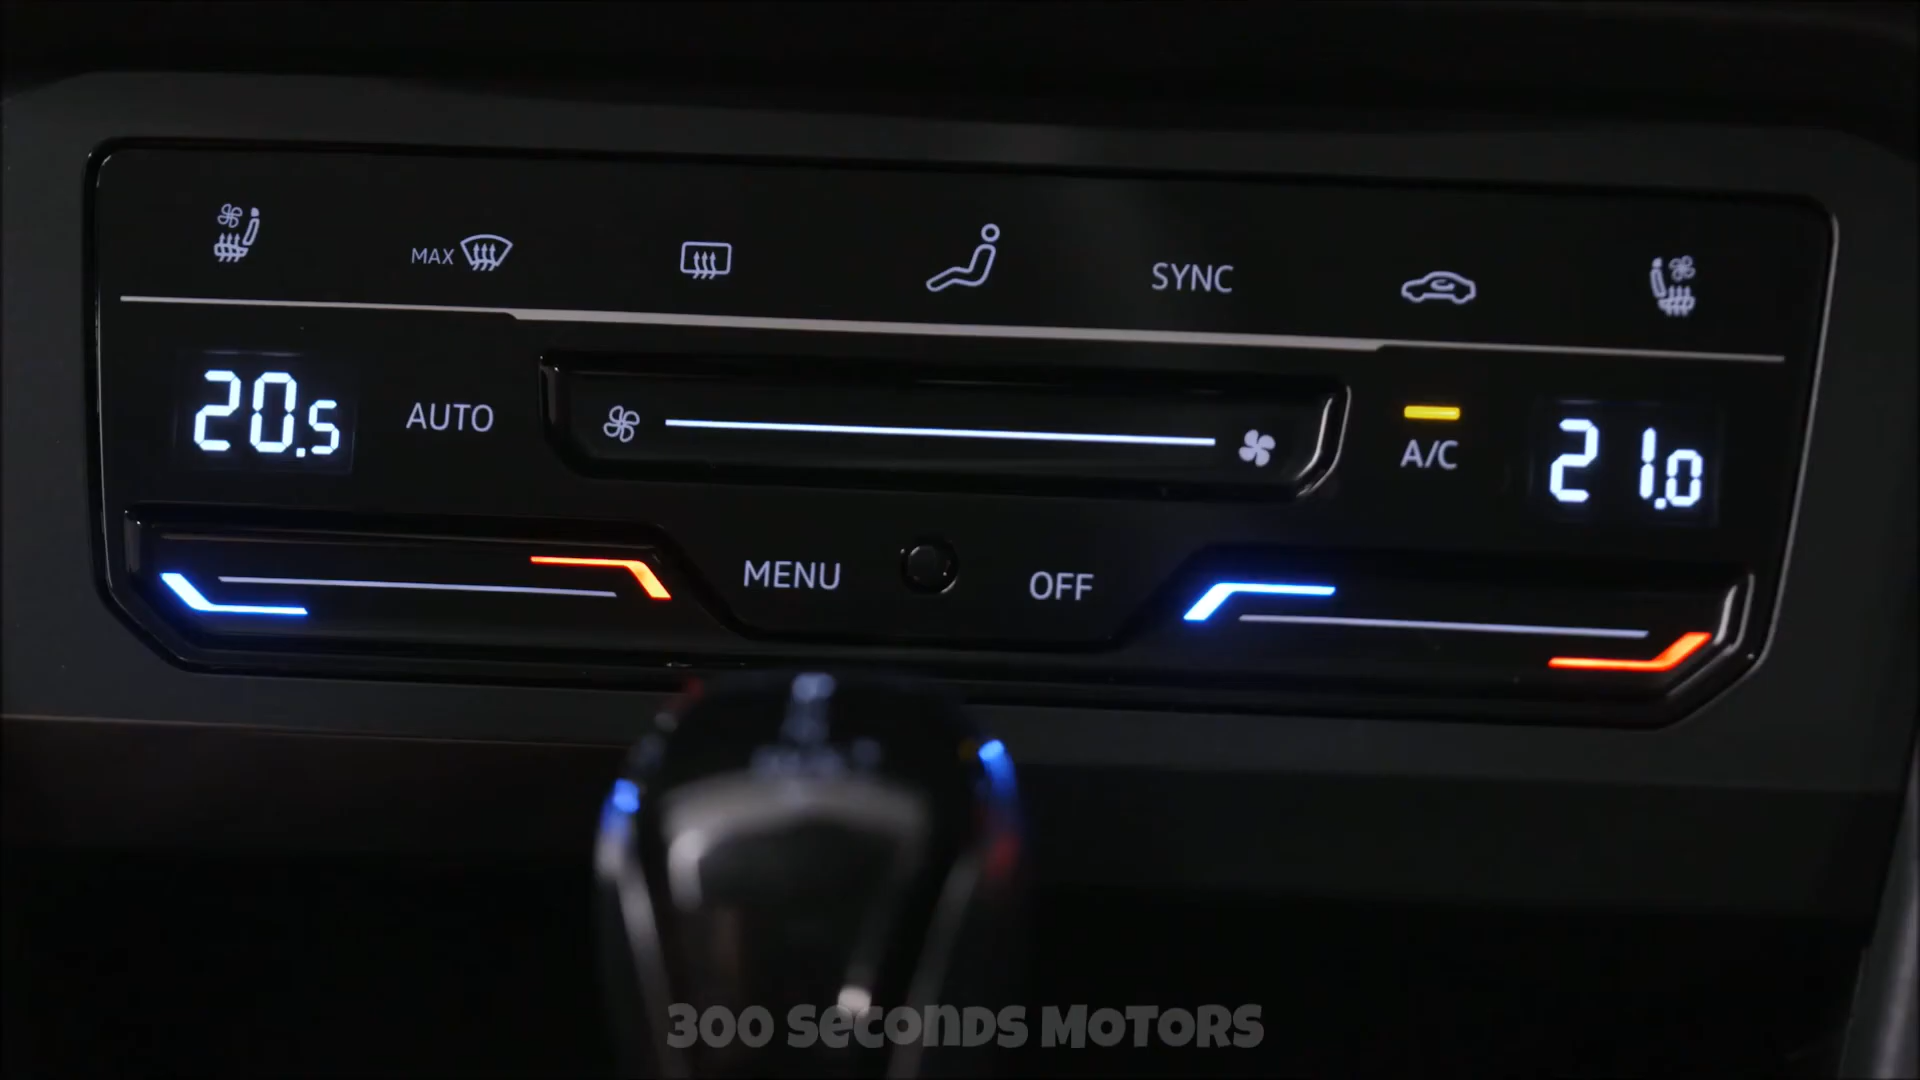 MAX
SYNC
20.5
AUTO
A/C
21.0
MENU
OFF
300 Seconds Motors